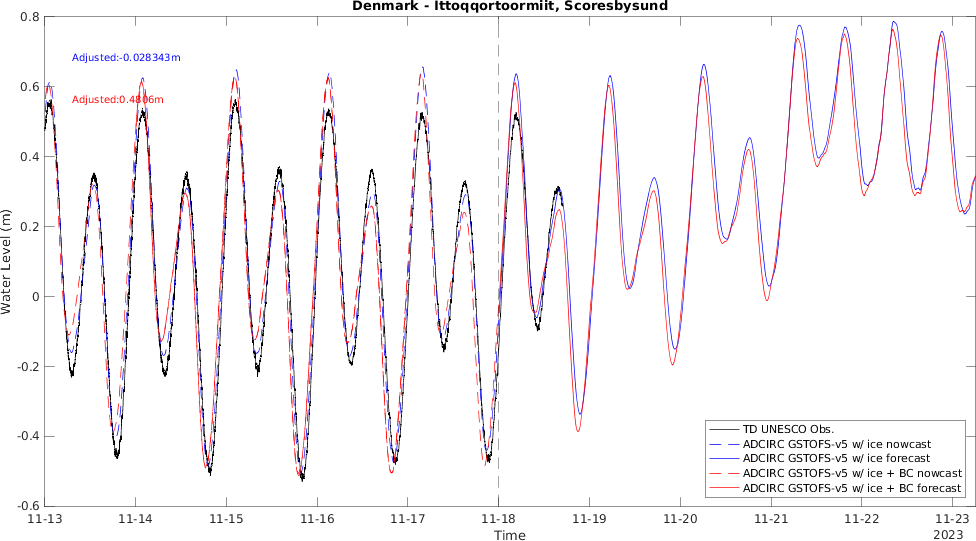 Denmark - Ittoqqortoormiit, Scoresbysund
0.8
0.6
0.4
0.2
0
-0.2
-0.4
-0.6
Water Level (m)
Adjusted:-0.028343m
Adjusted:0.4806m
TD UNESCO Obs.
ADCIRC GSTOFS-v5 w/ ice nowcast
ADCIRC GSTOFS-v5 w/ ice forecast
ADCIRC GSTOFS-v5 w/ ice + BC nowcast
ADCIRC GSTOFS-v5 w/ ice + BC forecast
11-13 11-14 11-15 11-16 11-17 11-18 11-19 11-20 11-21 11-22 11-23
2023
Time